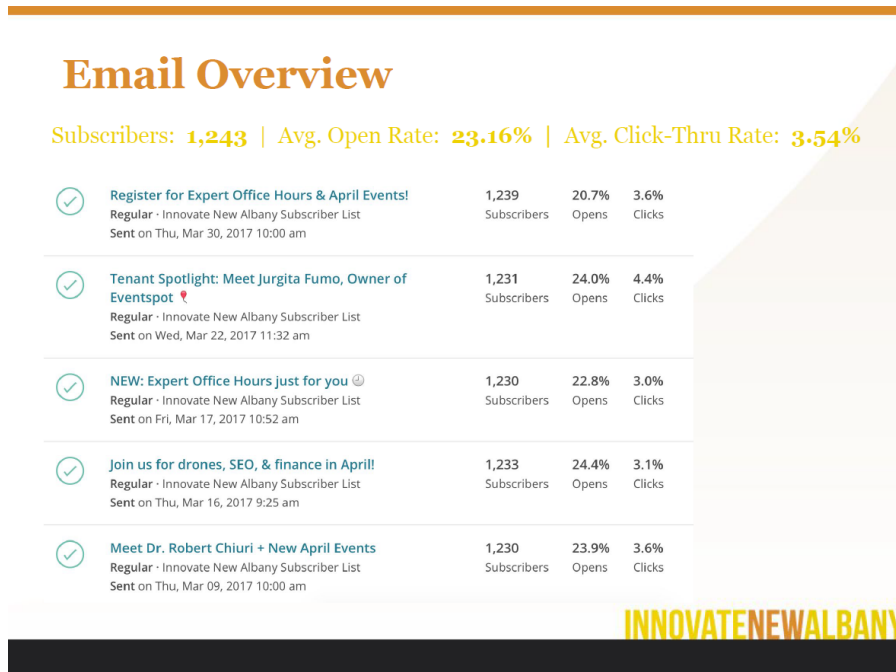 Email Overview
Subscribers: 1,243 | Avg. Open Rate: 23.16% | Avg. Click-Thru Rate: 3.54%
Register for Expert Office Hours & April Events! 1,239 20.7% 3.6%
Regular · Innovate New Albany Subscriber List Subscribers Opens Clicks
Sent on Thu, Mar 30, 2017 10:00 am
Tenant Spotlight: Meet Jurgita Fumo, Owner of 1,231 24.0% 4.4%
Eventspot Subscribers Opens Clicks
Regular · Innovate New Albany Subscriber List
Sent on Wed, Mar 22, 2017 11:32 am
NEW: Expert Office Hours just for you 1,230 22.8% 3.0%
Regular · Innovate New Albany Subscriber List Subscribers Opens Clicks
Sent on Fri, Mar 17, 2017 10:52 am
Join us for drones, SEO, & finance in April! 1,233 24.4% 3.1%
Regular · Innovate New Albany Subscriber List Subscribers Opens Clicks
Sent on Thu, Mar 16, 2017 9:25 am
Meet Dr. Robert Chiuri + New April Events 1,230 23.9% 3.6%
Regular · Innovate New Albany Subscriber List Subscribers Opens Clicks
Sent on Thu, Mar 09, 2017 10:00 am
INNOVATENEWALBANY